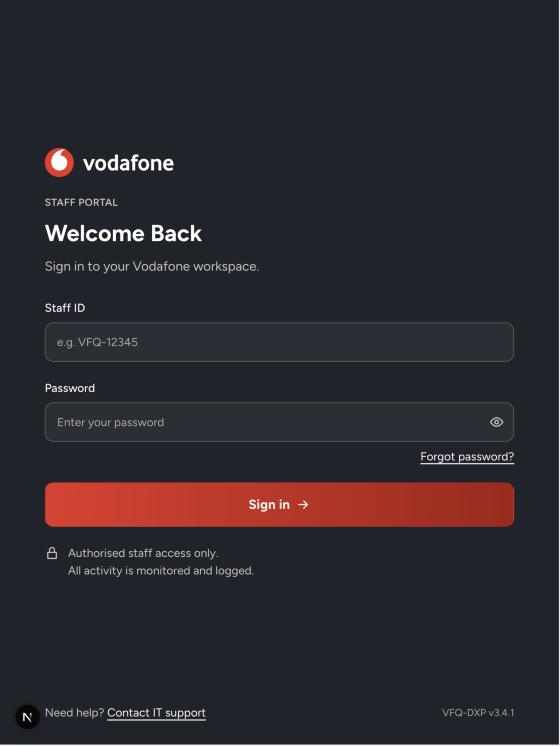 vodafone
STAFF PORTAL
Welcome Back
Sign in to your Vodafone workspace.
Staff ID
e.g. VFQ-12345
Password
Enter your password
Forgot password?
Sign in →
Authorised staff access only.
All activity is monitored and logged.
N Need help? Contact IT support VFQ-DXP v3.4.1